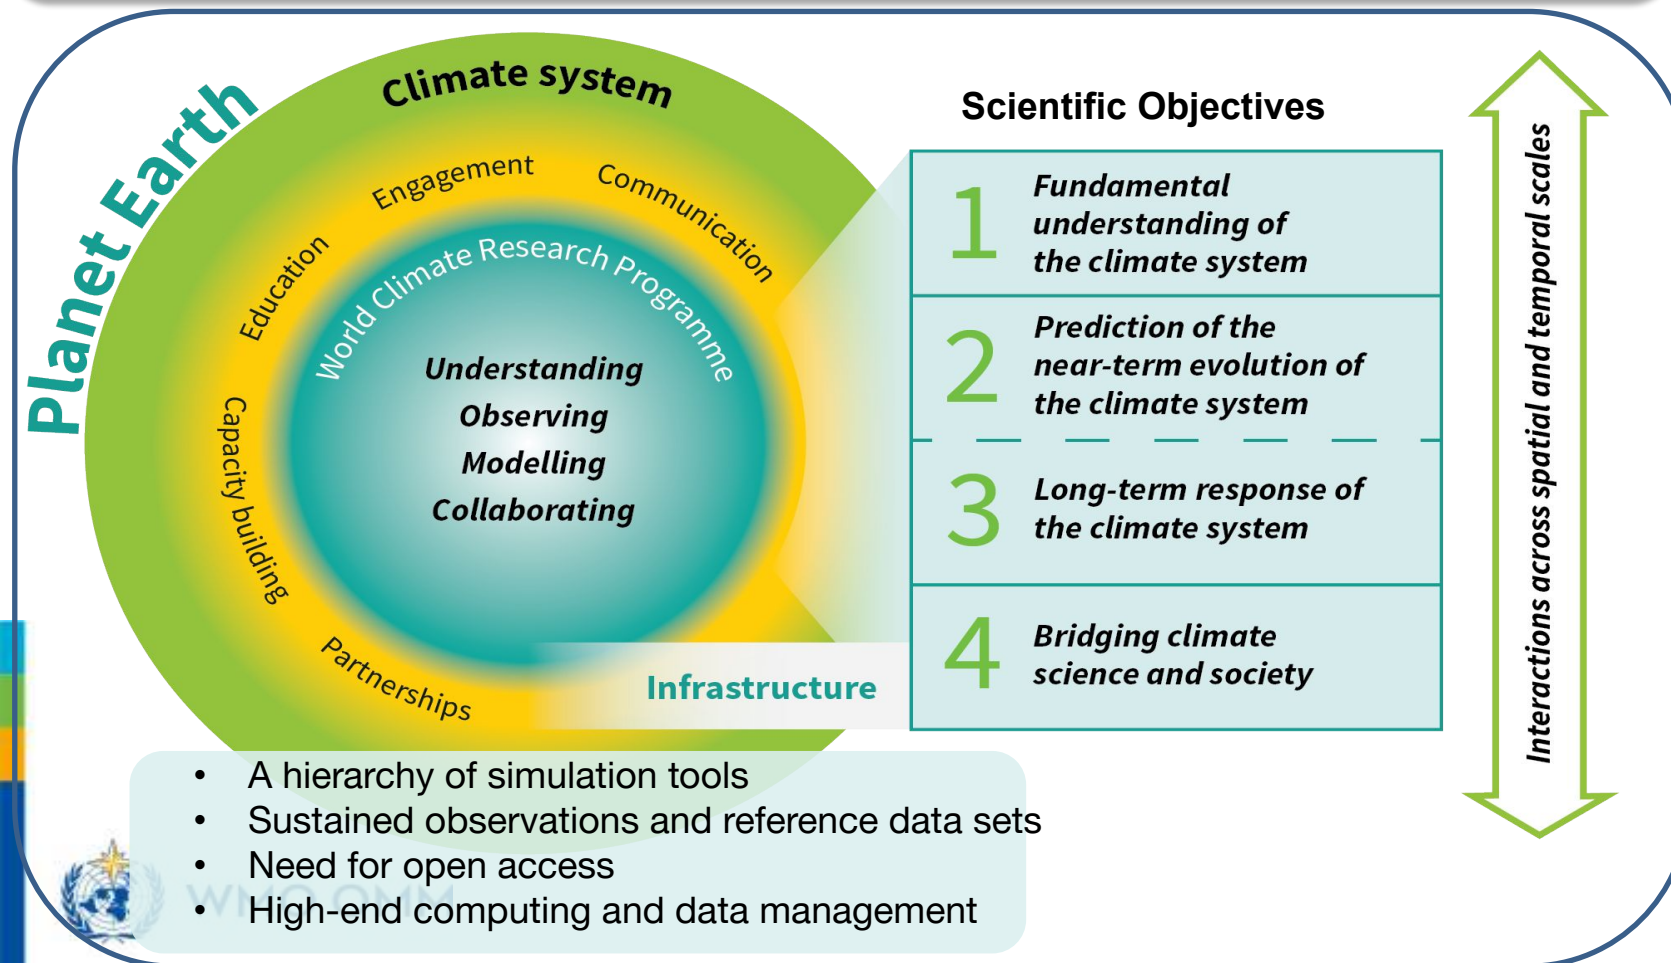 Planet Earth
Climate system
Engagement
Communication
Education
Capacity building
Partnerships
World Climate Research Programme
Understanding
Observing
Modelling
Collaborating
Infrastructure
Scientific Objectives
1
Fundamental
understanding of
the climate system
2
Prediction of the
near-term evolution of
the climate system
3
Long-term response of
the climate system
4
Bridging climate
science and society
Interactions across spatial and temporal scales
• A hierarchy of simulation tools
• Sustained observations and reference data sets
• Need for open access
• High-end computing and data management
WMO OMM